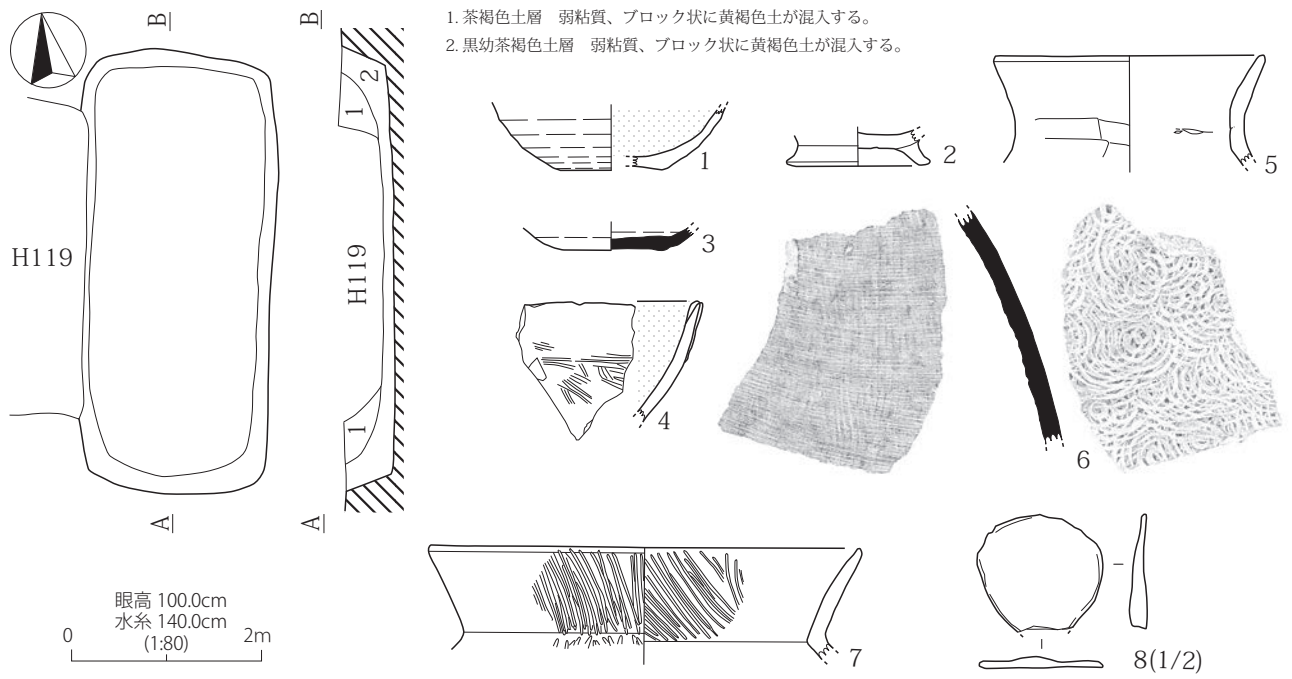 1. 茶褐色土層　弱粘質、ブロック状に黄褐色土が混入する。
2. 黒幼茶褐色土層　弱粘質、ブロック状に黄褐色土が混入する。
B
B
2
1
H119
H119
1
A
A
眼高 100.0cm
水糸 140.0cm
(1:80)
0 2m
1
2
3
4
5
6
7
8(1/2)